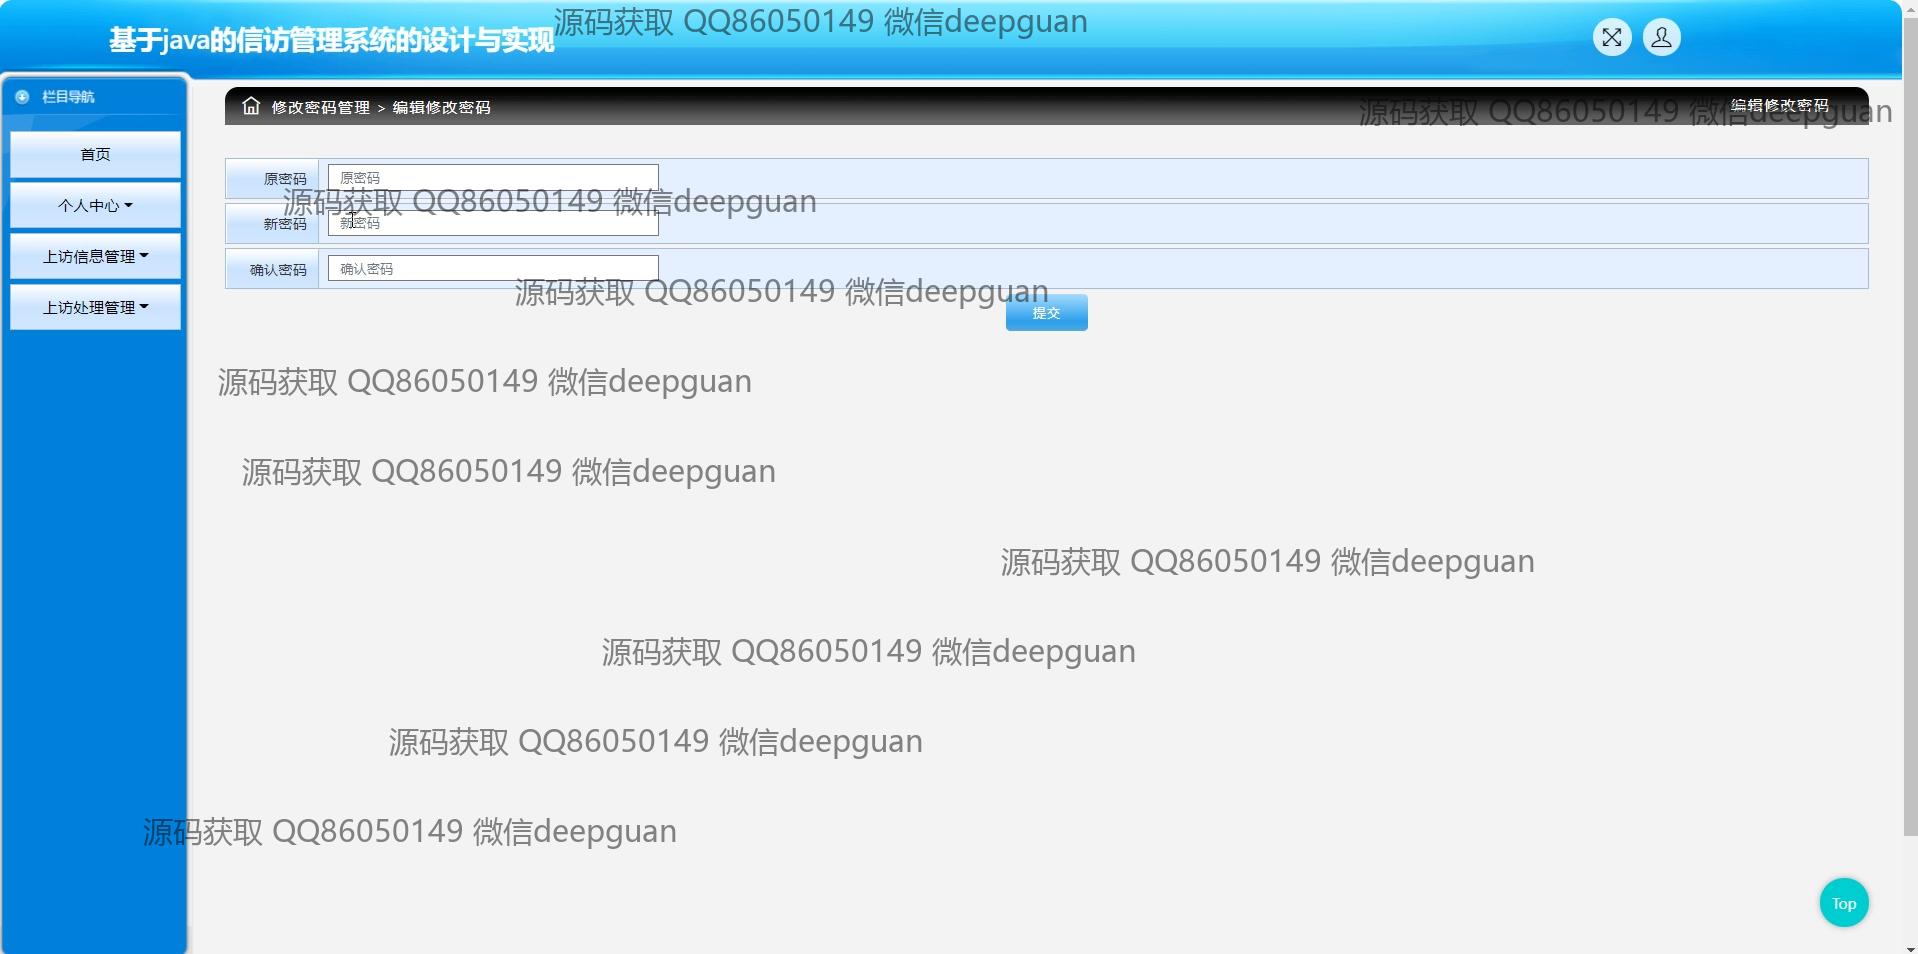 源码获取 QQ86050149 微信deepguan
基于java的信访管理系统的设计与实现
栏目导航
修改密码管理 > 编辑修改密码
编辑修改密码
源码获取 QQ86050149 微信deepguan
首页
原密码 原密码
个人中心
源码获取 QQ86050149 微信deepguan
新密码 新密码
上访信息管理
确认密码 确认密码
源码获取 QQ86050149 微信deepguan
上访处理管理
提交
源码获取 QQ86050149 微信deepguan
源码获取 QQ86050149 微信deepguan
源码获取 QQ86050149 微信deepguan
源码获取 QQ86050149 微信deepguan
源码获取 QQ86050149 微信deepguan
源码获取 QQ86050149 微信deepguan
Top